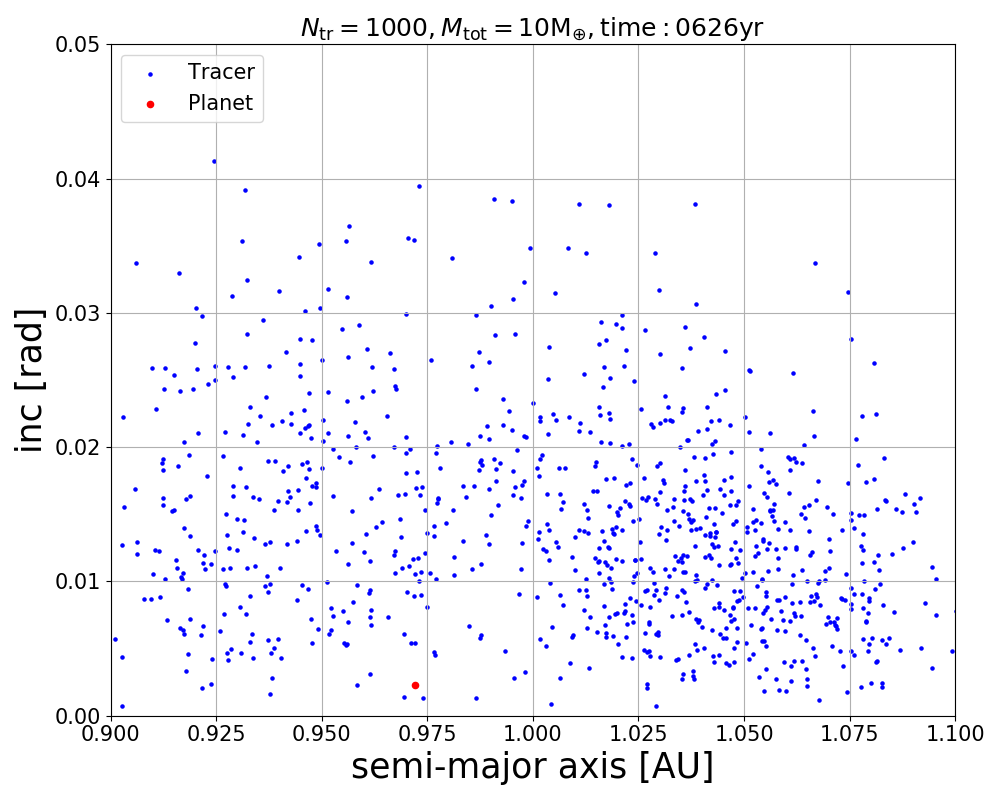 N_tr = 1000, M_tot = 10M_⊕, time : 0626yr
0.05
Tracer
Planet
0.04
0.03
0.02
0.01
0.00
inc [rad]
0.900 0.925 0.950 0.975 1.000 1.025 1.050 1.075 1.100
semi-major axis [AU]